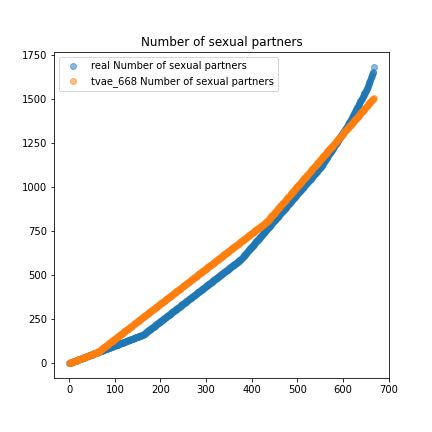 Number of sexual partners
real Number of sexual partners
tvae_668 Number of sexual partners
1750
1500
1250
1000
750
500
250
0
0 100 200 300 400 500 600 700